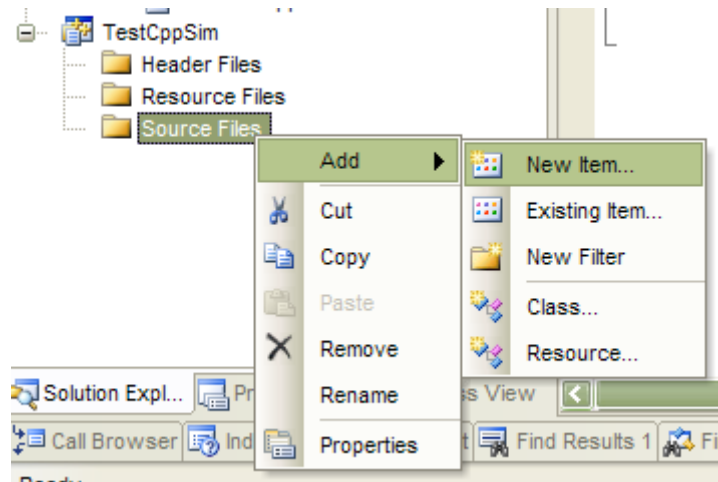 TestCppSim
Header Files
Resource Files
Source Files
Add
New Item...
Cut
Existing Item...
Copy
New Filter
Paste
Class...
Remove
Resource...
Rename
Properties
Solution Expl...
View
Call Browser
Find Results 1